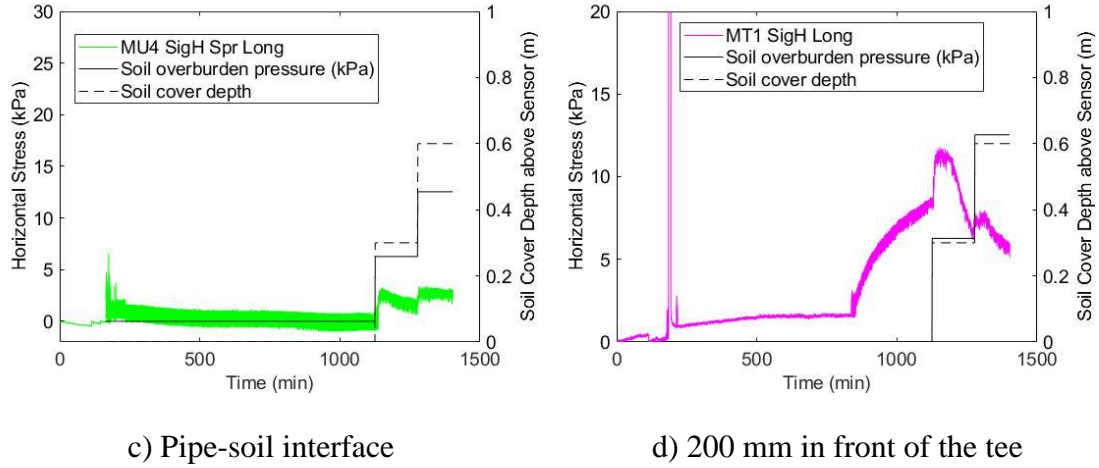 30
25
20
15
10
5
0
Horizontal Stress (kPa)
MU4 SigH Spr Long
Soil overburden pressure (kPa)
Soil cover depth
1
0.8
0.6
0.4
0.2
0
Soil Cover Depth above Sensor (m)
0 500 1000 1500
Time (min)
c) Pipe-soil interface
20
15
10
5
0
Horizontal Stress (kPa)
MT1 SigH Long
Soil overburden pressure (kPa)
Soil cover depth
1
0.8
0.6
0.4
0.2
0
Soil Cover Depth above Sensor (m)
0 500 1000 1500
Time (min)
d) 200 mm in front of the tee